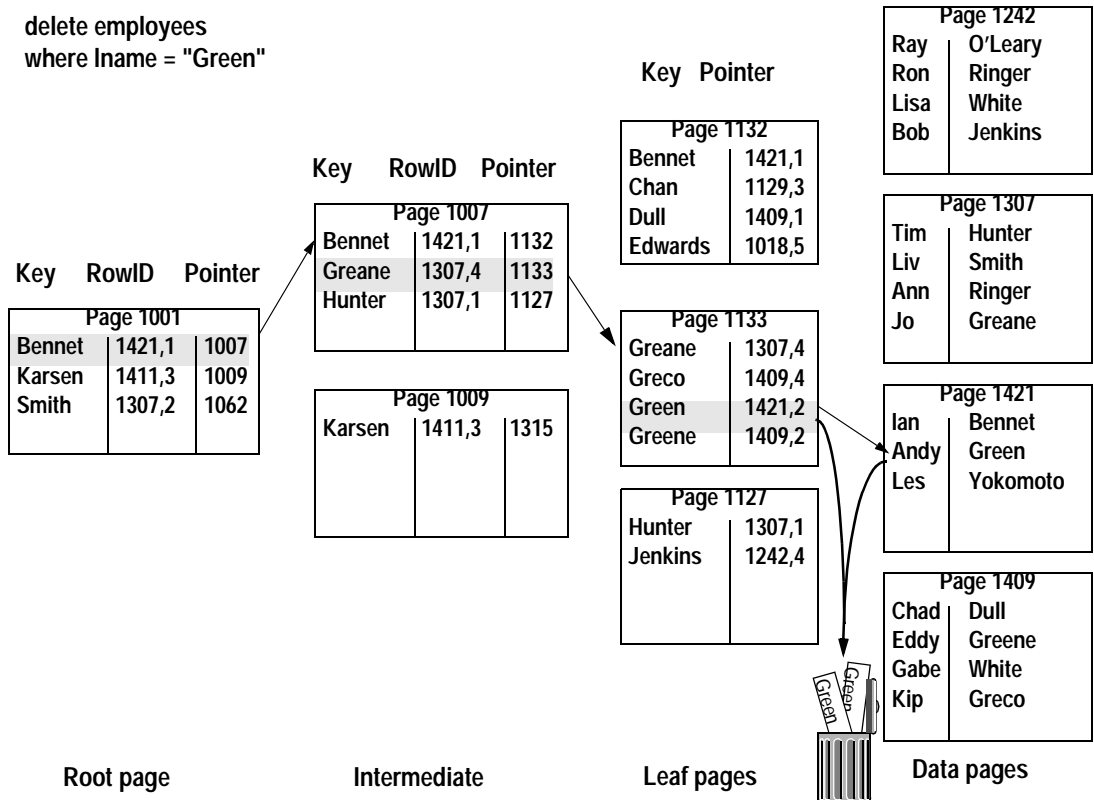 delete employees
where lname = "Green"
Key RowID Pointer
Page 1001
Bennet 1421,1 1007
Karsen 1411,3 1009
Smith 1307,2 1062
Root page
Key RowID Pointer
Page 1007
Bennet 1421,1 1132
Greane 1307,4 1133
Hunter 1307,1 1127
Page 1009
Karsen 1411,3 1315
Intermediate
Key Pointer
Page 1132
Bennet 1421,1
Chan 1129,3
Dull 1409,1
Edwards 1018,5
Page 1133
Greane 1307,4
Greco 1409,4
Green 1421,2
Greene 1409,2
Page 1127
Hunter 1307,1
Jenkins 1242,4
Leaf pages
Page 1242
Ray O’Leary
Ron Ringer
Lisa White
Bob Jenkins
Page 1307
Tim Hunter
Liv Smith
Ann Ringer
Jo Greane
Page 1421
Ian Bennet
Andy Green
Les Yokomoto
Page 1409
Chad Dull
Eddy Greene
Gabe White
Kip Greco
Green
Green
Data pages